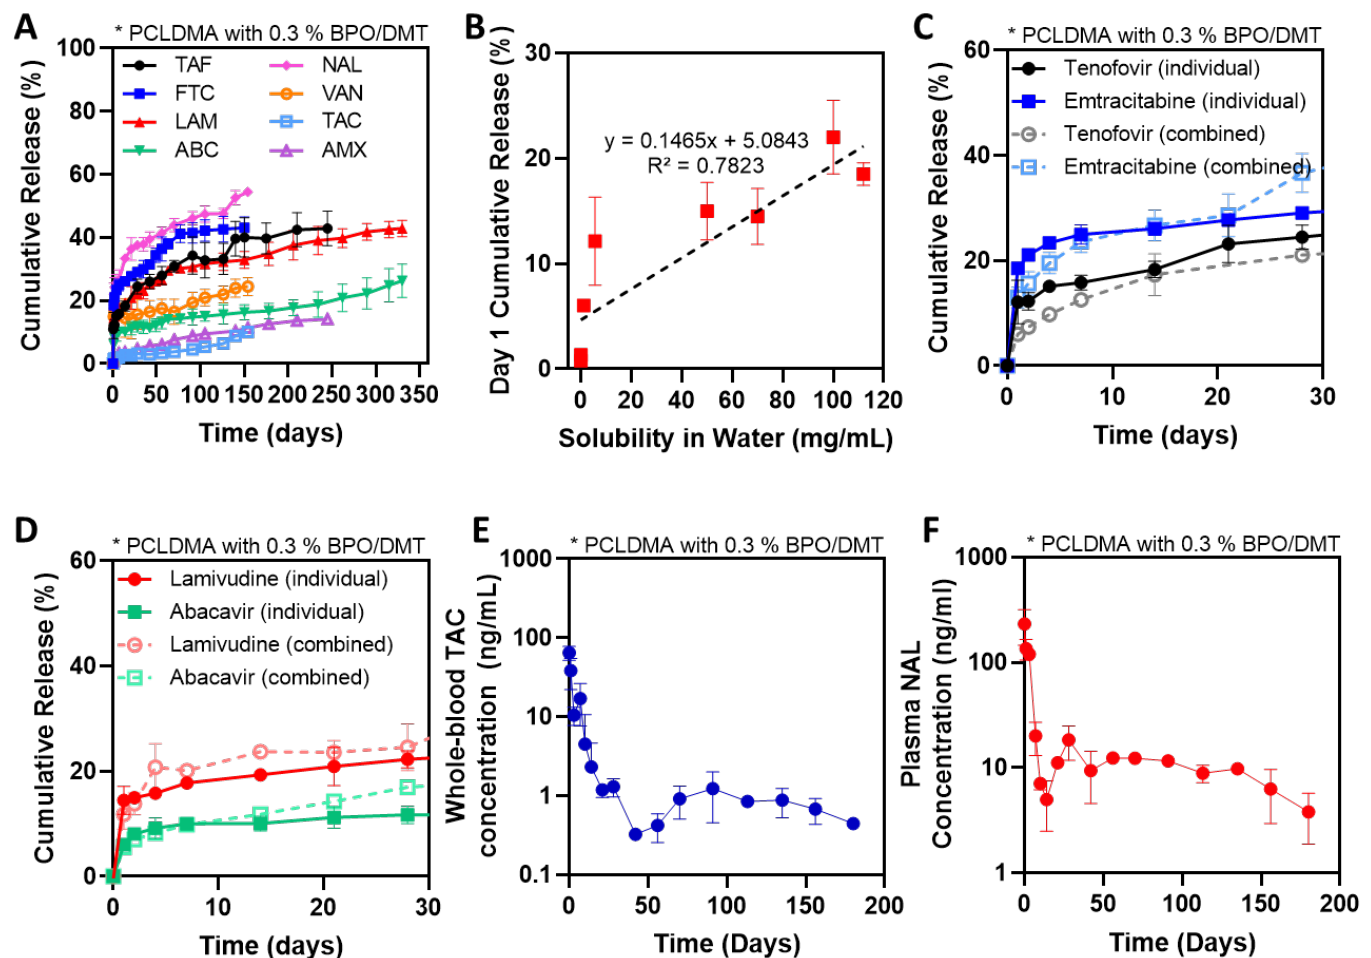 A
* PCLDMA with 0.3 % BPO/DMT
Cumulative Release (%)
100
80
60
40
20
0
TAF
NAL
FTC
VAN
LAM
TAC
ABC
AMX
0 50 100 150 200 250 300 350
Time (days)
B
Day 1 Cumulative Release (%)
30
20
10
0
y = 0.1465x + 5.0843
R² = 0.7823
0 20 40 60 80 100 120
Solubility in Water (mg/mL)
C
* PCLDMA with 0.3 % BPO/DMT
Cumulative Release (%)
60
40
20
0
Tenofovir (individual)
Emtracitabine (individual)
Tenofovir (combined)
Emtracitabine (combined)
0 10 20 30
Time (days)
D
* PCLDMA with 0.3 % BPO/DMT
Cumulative Release (%)
60
40
20
0
Lamivudine (individual)
Abacavir (individual)
Lamivudine (combined)
Abacavir (combined)
0 10 20 30
Time (days)
E
* PCLDMA with 0.3 % BPO/DMT
Whole-blood TAC
concentration (ng/mL)
1000
100
10
1
0.1
0 50 100 150 200
Time (Days)
F
* PCLDMA with 0.3 % BPO/DMT
Plasma NAL
Concentration (ng/ml)
1000
100
10
1
0 50 100 150 200
Time (Days)